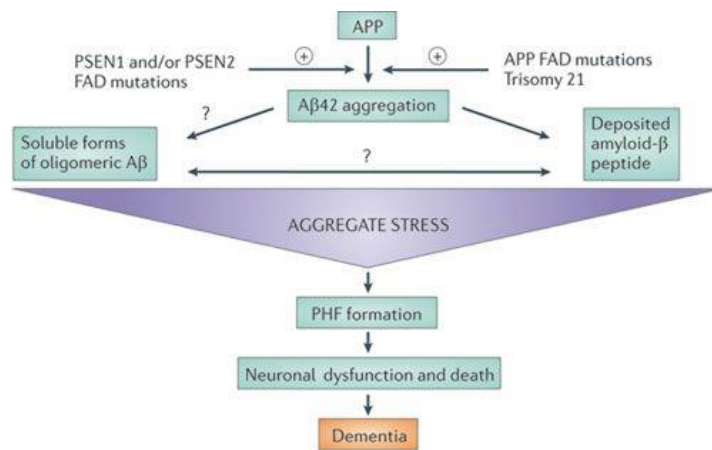 APP
PSEN1 and/or PSEN2
FAD mutations
+
+
APP FAD mutations
Trisomy 21
Aβ42 aggregation
?
Soluble forms
of oligomeric Aβ
?
Deposited
amyloid-β
peptide
AGGREGATE STRESS
PHF formation
Neuronal dysfunction and death
Dementia